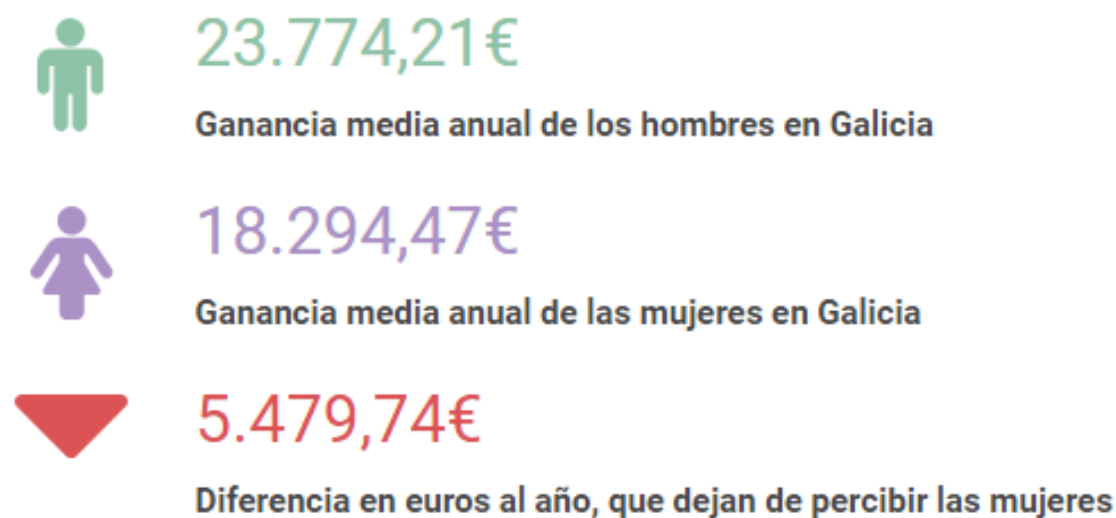 23.774,21€
Ganancia media anual de los hombres en Galicia
18.294,47€
Ganancia media anual de las mujeres en Galicia
5.479,74€
Diferencia en euros al año, que dejan de percibir las mujeres